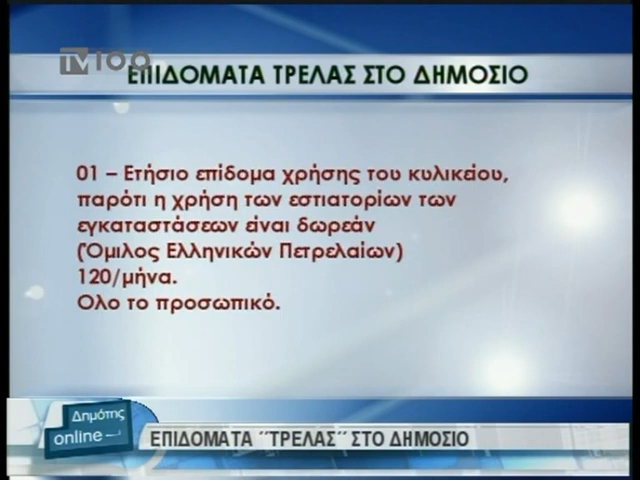 TV100
ΕΠΙΔΟΜΑΤΑ ΤΡΕΛΑΣ ΣΤΟ ΔΗΜΟΣΙΟ
01 – Ετήσιο επίδομα χρήσης του κυλικείου,
παρότι η χρήση των εστιατορίων των
εγκαταστάσεων είναι δωρεάν
(Όμιλος Ελληνικών Πετρελαίων)
120/μήνα.
Ολο το προσωπικό.
Δημότης
online
ΕΠΙΔΟΜΑΤΑ ΄΄ΤΡΕΛΑΣ΄΄ ΣΤΟ ΔΗΜΟΣΙΟ